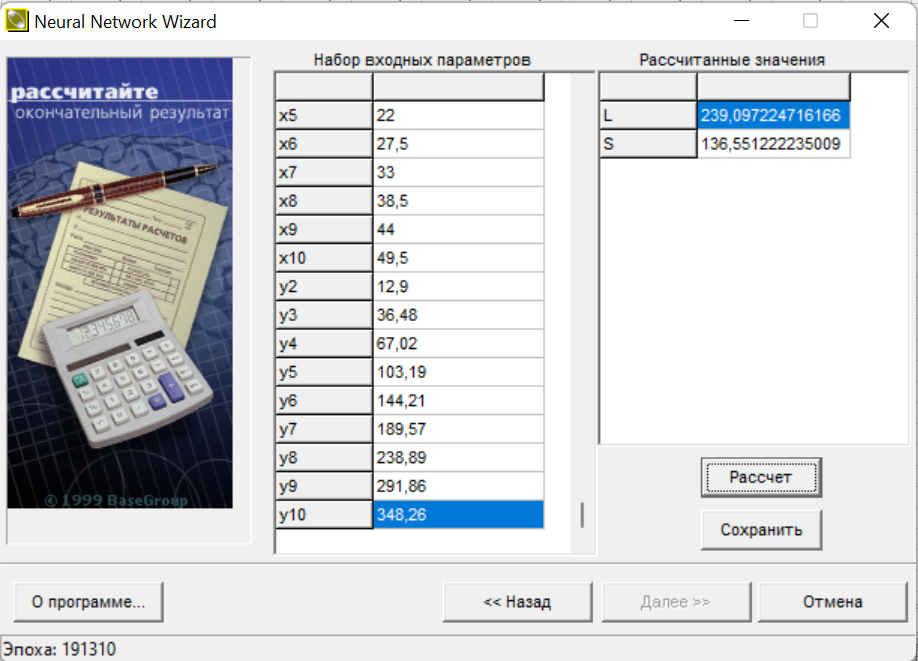 Neural Network Wizard
рассчитайте
окончательный результат
РЕЗУЛЬТАТЫ РАСЧЕТОВ
12345678
© 1999 BaseGroup
Набор входных параметров
x5 22
x6 27,5
x7 33
x8 38,5
x9 44
x10 49,5
y2 12,9
y3 36,48
y4 67,02
y5 103,19
y6 144,21
y7 189,57
y8 238,89
y9 291,86
y10 348,26
Рассчитанные значения
L 239,097224716166
S 136,551222235009
Рассчет
Сохранить
О программе...
<< Назад
Далее >>
Отмена
Эпоха: 191310